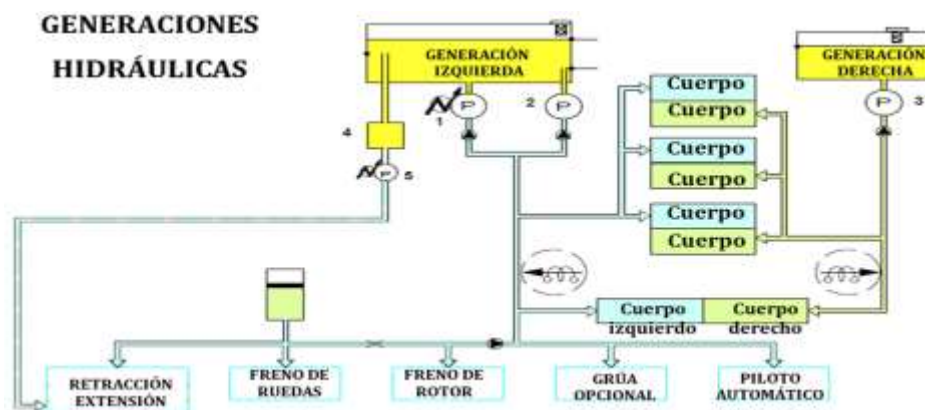 GENERACIONES
HIDRÁULICAS
GENERACIÓN
IZQUIERDA
GENERACIÓN
DERECHA
P
1
2
P
P
3
4
P
5
Cuerpo
Cuerpo
Cuerpo
Cuerpo
Cuerpo
Cuerpo
Cuerpo
izquierdo
Cuerpo
derecho
RETRACCIÓN
EXTENSIÓN
FRENO DE
RUEDAS
FRENO DE
ROTOR
GRÚA
OPCIONAL
PILOTO
AUTOMÁTICO